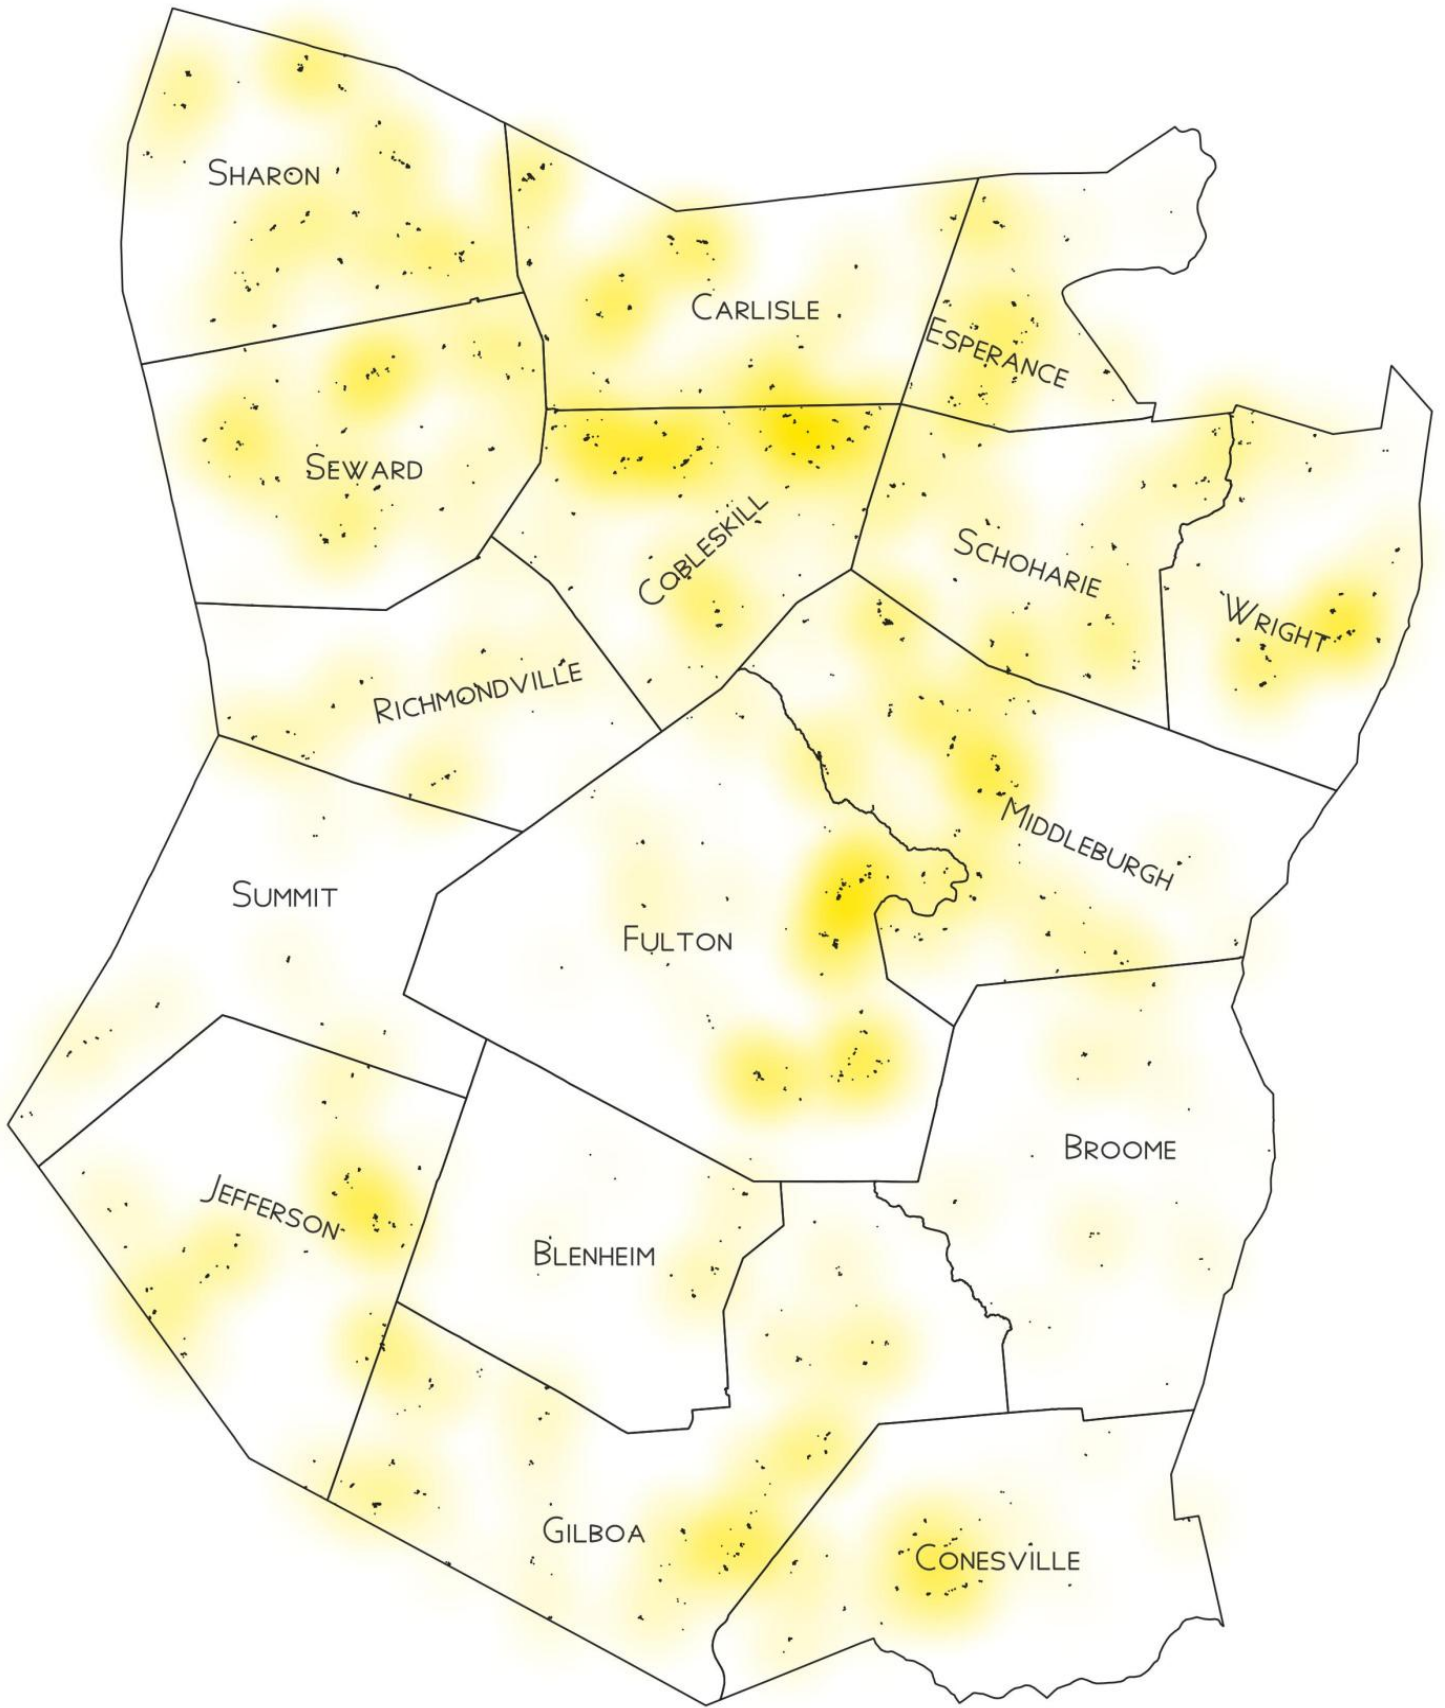 SHARON
CARLISLE
ESPERANCE
SEWARD
COBLESKILL
SCHOHARIE
WRIGHT
RICHMONDVILLE
MIDDLEBURGH
SUMMIT
FULTON
BROOME
JEFFERSON
BLENHEIM
GILBOA
CONESVILLE